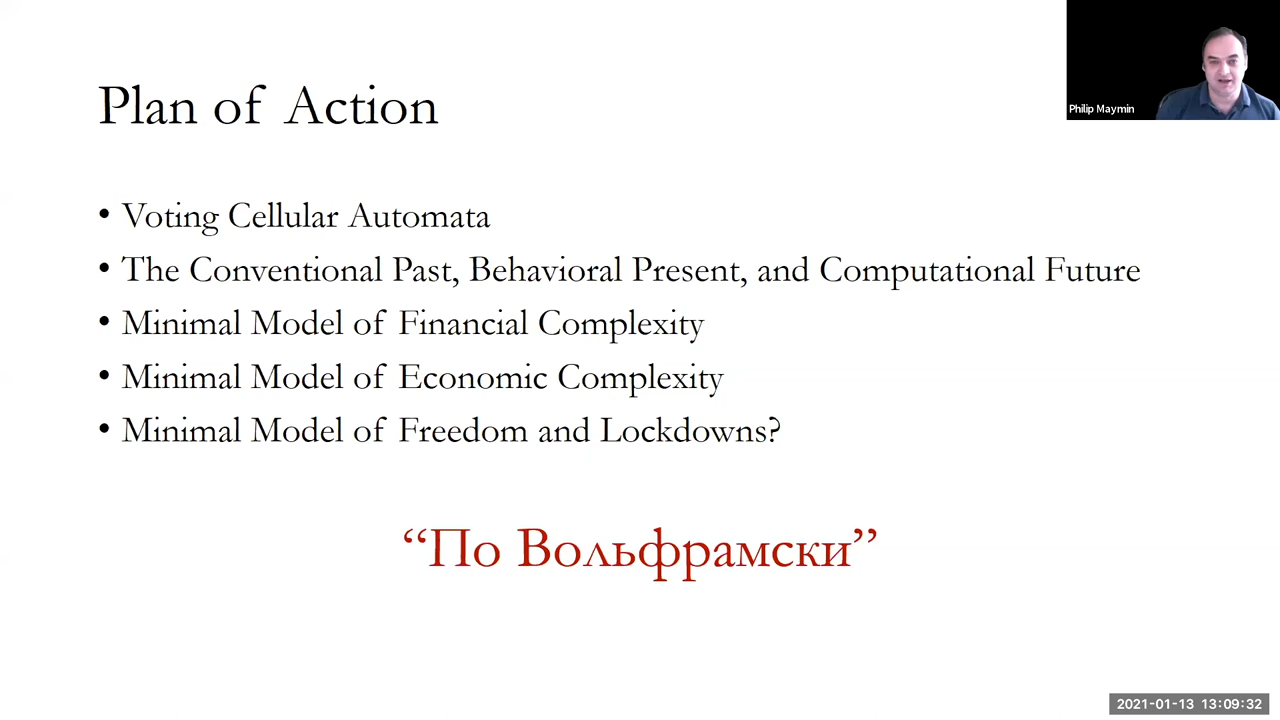 Plan of Action
Philip Maymin
• Voting Cellular Automata
• The Conventional Past, Behavioral Present, and Computational Future
• Minimal Model of Financial Complexity
• Minimal Model of Economic Complexity
• Minimal Model of Freedom and Lockdowns?
“По Вольфрамски”
2021-01-13 13:09:32